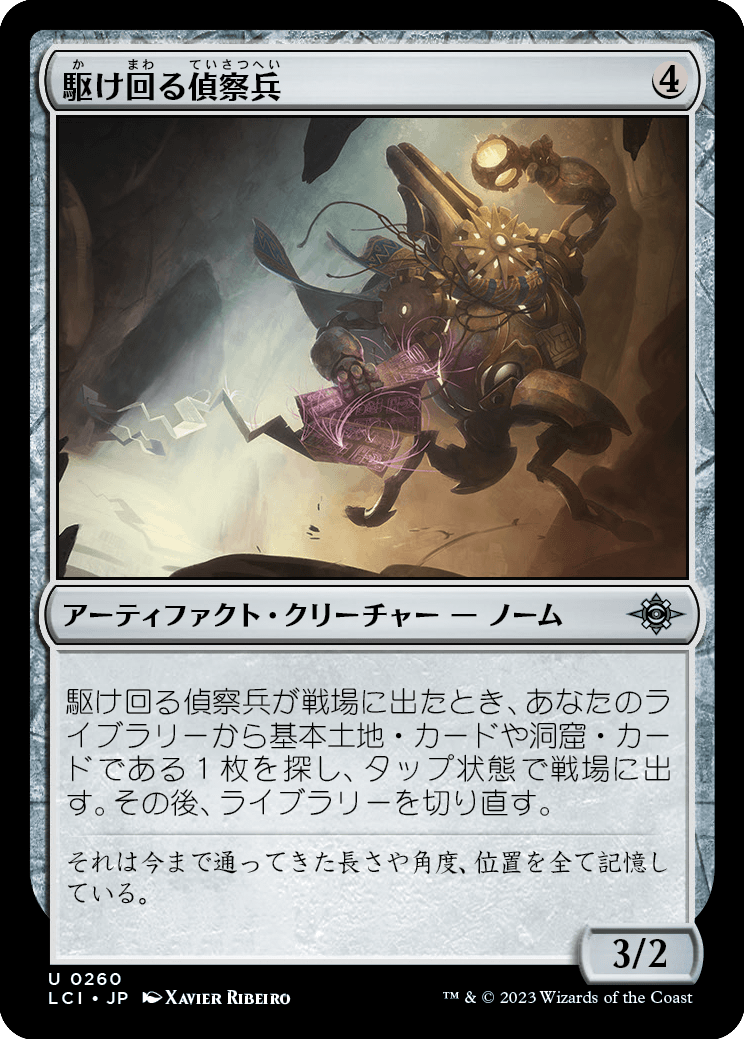 か まわ ていさつへい
駆け回る偵察兵
4
アーティファクト・クリーチャー — ノーム
駆け回る偵察兵が戦場に出たとき、あなたのラ
イブラリーから基本土地・カードや洞窟・カー
ドである１枚を探し、タップ状態で戦場に出
す。その後、ライブラリーを切り直す。
それは今まで通ってきた長さや角度、位置を全て記憶し
ている。
3/2
U 0260
LCI • JP Xavier Ribeiro
™ & © 2023 Wizards of the Coast